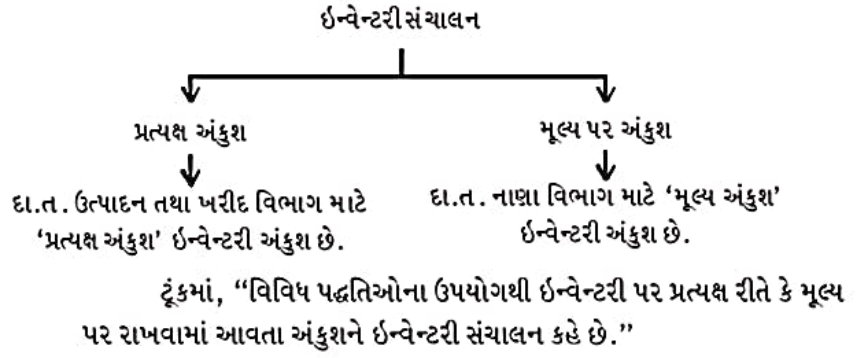 ઇન્વેન્ટરી સંચાલન
પ્રત્યક્ષ અંકુશ
મૂલ્ય પર અંકુશ
દા.ત. ઉત્પાદન તથા ખરીદ વિભાગ માટે
‘પ્રત્યક્ષ અંકુશ’ ઇન્વેન્ટરી અંકુશ છે.
દા.ત. નાણા વિભાગ માટે ‘મૂલ્ય અંકુશ’
ઇન્વેન્ટરી અંકુશ છે.
ટૂંકમાં, “વિવિધ પદ્ધતિઓના ઉપયોગથી ઇન્વેન્ટરી પર પ્રત્યક્ષ રીતે કે મૂલ્ય
પર રાખવામાં આવતા અંકુશને ઇન્વેન્ટરી સંચાલન કહે છે.”